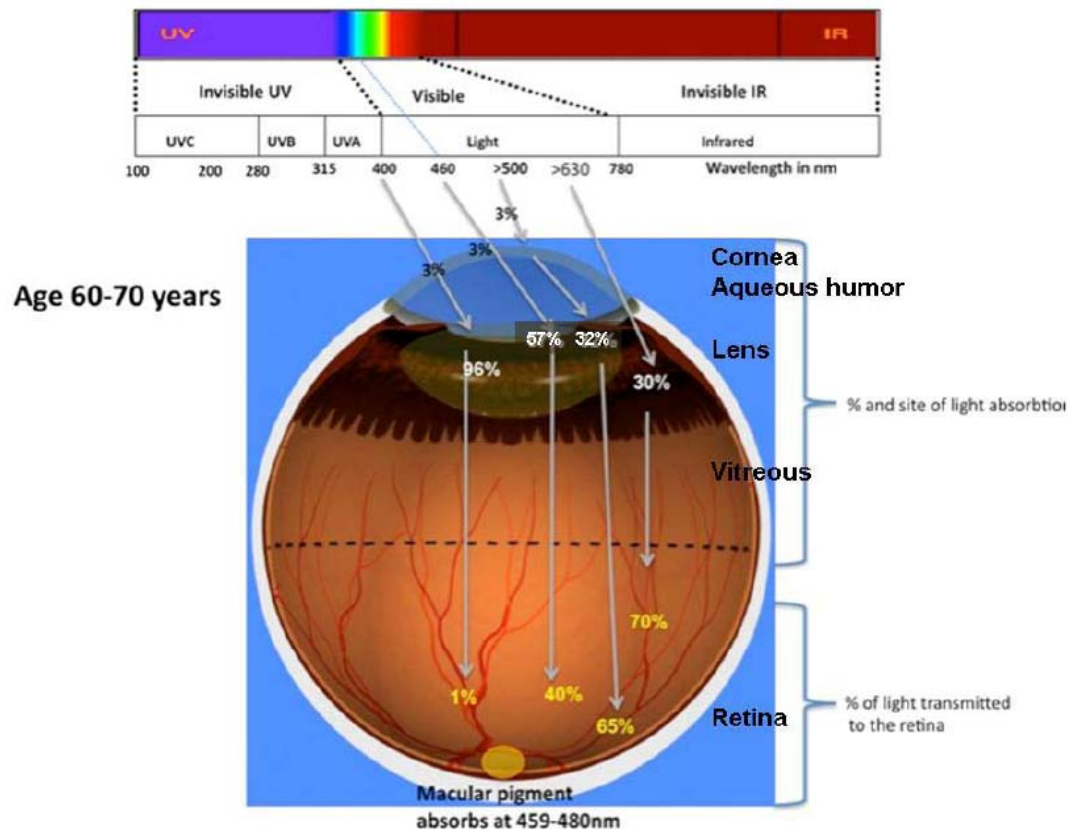 UV IR
Invisible UV Visible Invisible IR
UVC UVB UVA Light Infrared
100 200 280 315 400 460 >500 >630 780 Wavelength in nm
3%
3%
3%
Age 60-70 years
Cornea
Aqueous humor
57% 32%
Lens
96%
30%
% and site of light absorbtion
Vitreous
70%
1% 40%
65%
Retina
% of light transmitted
to the retina
Macular pigment
absorbs at 459-480nm